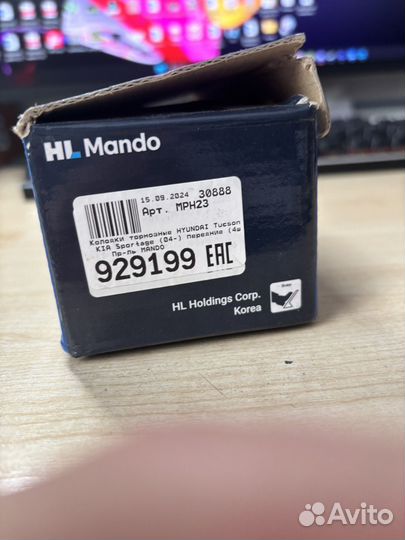 HL Mando
15.09.2024 30888
Арт. MPH23
Колодки тормозные HYUNDAI Tucson
KIA Sportage (04-) передние (4ш
Пр-ль MANDO
929199 EAC
HL Holdings Corp.
Korea
Avito